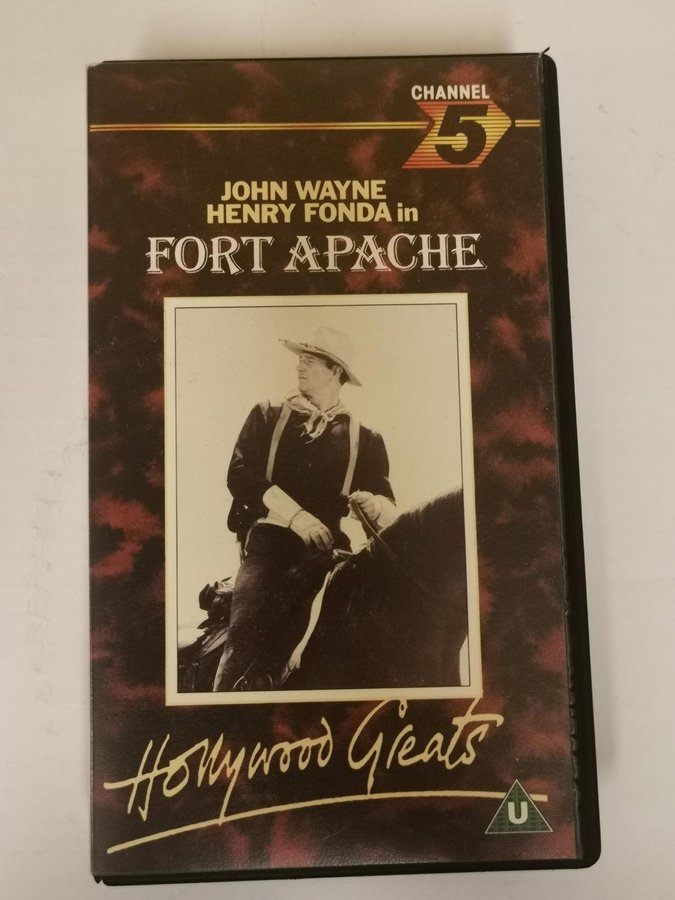 CHANNEL
5
JOHN WAYNE
HENRY FONDA in
FORT APACHE
Hollywood Greats
U